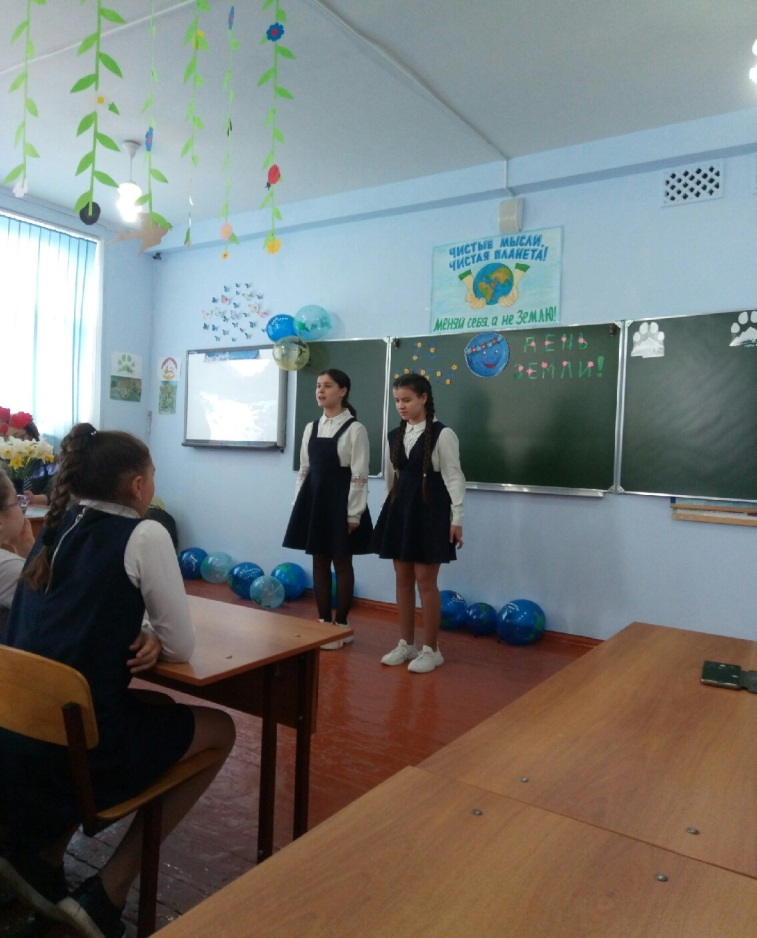 ЧИСТЫЕ МЫСЛИ,
ЧИСТАЯ ПЛАНЕТА!
МЕНЯЙ СЕБЯ, а НЕ ЗЕМЛЮ!
ДЕНЬ
ЗЕМЛИ!